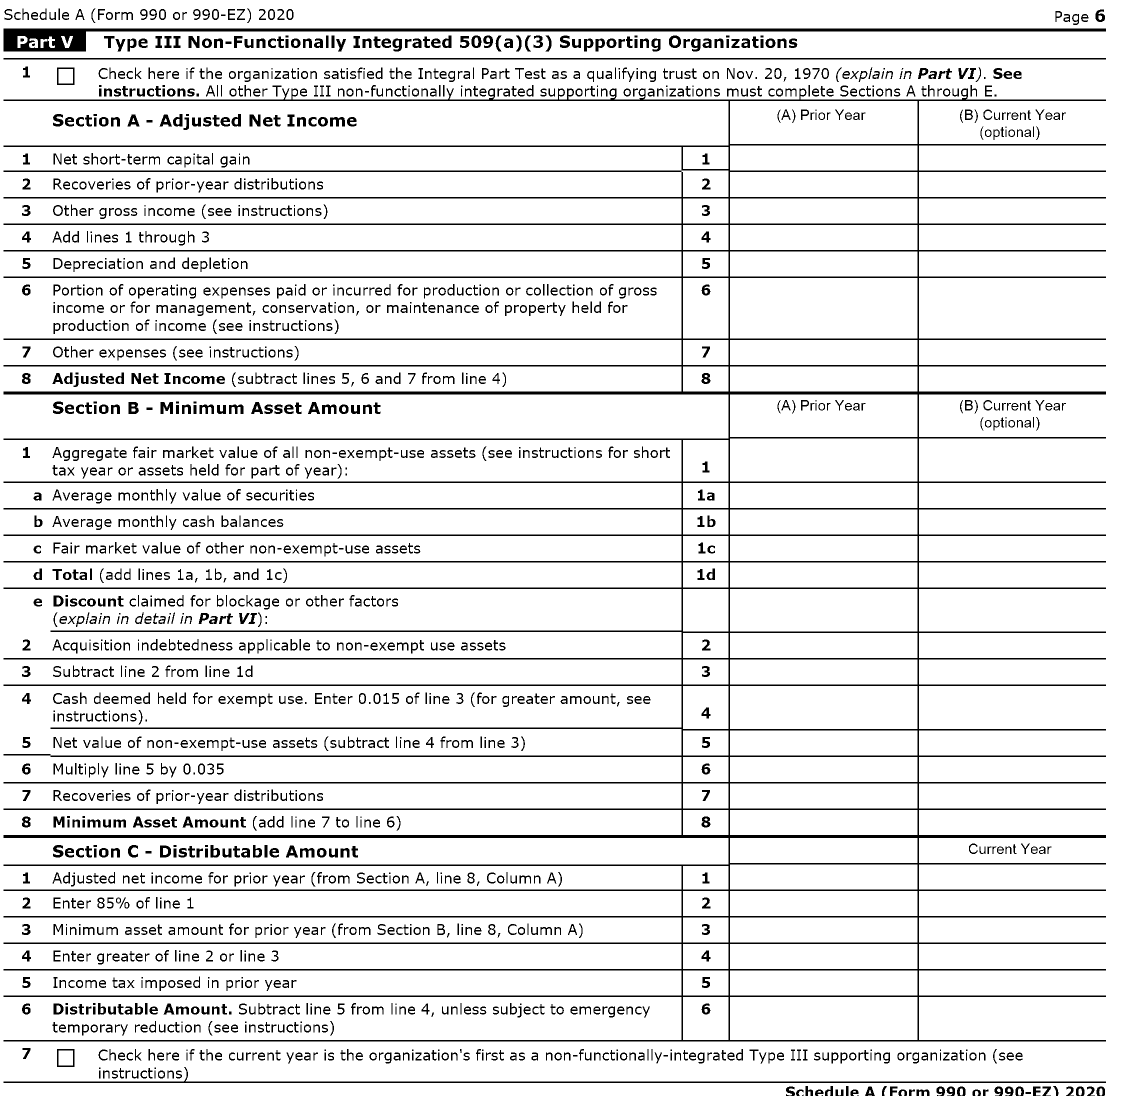 Schedule A (Form 990 or 990-EZ) 2020 Page 6
Part V Type III Non-Functionally Integrated 509(a)(3) Supporting Organizations
1 Check here if the organization satisfied the Integral Part Test as a qualifying trust on Nov. 20, 1970 (explain in Part VI). See
instructions. All other Type III non-functionally integrated supporting organizations must complete Sections A through E.
Section A - Adjusted Net Income (A) Prior Year (B) Current Year
(optional)
1 Net short-term capital gain 1
2 Recoveries of prior-year distributions 2
3 Other gross income (see instructions) 3
4 Add lines 1 through 3 4
5 Depreciation and depletion 5
6 Portion of operating expenses paid or incurred for production or collection of gross 6
income or for management, conservation, or maintenance of property held for
production of income (see instructions)
7 Other expenses (see instructions) 7
8 Adjusted Net Income (subtract lines 5, 6 and 7 from line 4) 8
Section B - Minimum Asset Amount (A) Prior Year (B) Current Year
(optional)
1 Aggregate fair market value of all non-exempt-use assets (see instructions for short
tax year or assets held for part of year): 1
a Average monthly value of securities 1a
b Average monthly cash balances 1b
c Fair market value of other non-exempt-use assets 1c
d Total (add lines 1a, 1b, and 1c) 1d
e Discount claimed for blockage or other factors
(explain in detail in Part VI):
2 Acquisition indebtedness applicable to non-exempt use assets 2
3 Subtract line 2 from line 1d 3
4 Cash deemed held for exempt use. Enter 0.015 of line 3 (for greater amount, see
instructions). 4
5 Net value of non-exempt-use assets (subtract line 4 from line 3) 5
6 Multiply line 5 by 0.035 6
7 Recoveries of prior-year distributions 7
8 Minimum Asset Amount (add line 7 to line 6) 8
Section C - Distributable Amount Current Year
1 Adjusted net income for prior year (from Section A, line 8, Column A) 1
2 Enter 85% of line 1 2
3 Minimum asset amount for prior year (from Section B, line 8, Column A) 3
4 Enter greater of line 2 or line 3 4
5 Income tax imposed in prior year 5
6 Distributable Amount. Subtract line 5 from line 4, unless subject to emergency 6
temporary reduction (see instructions)
7 Check here if the current year is the organization's first as a non-functionally-integrated Type III supporting organization (see
instructions)
Schedule A (Form 990 or 990-EZ) 2020